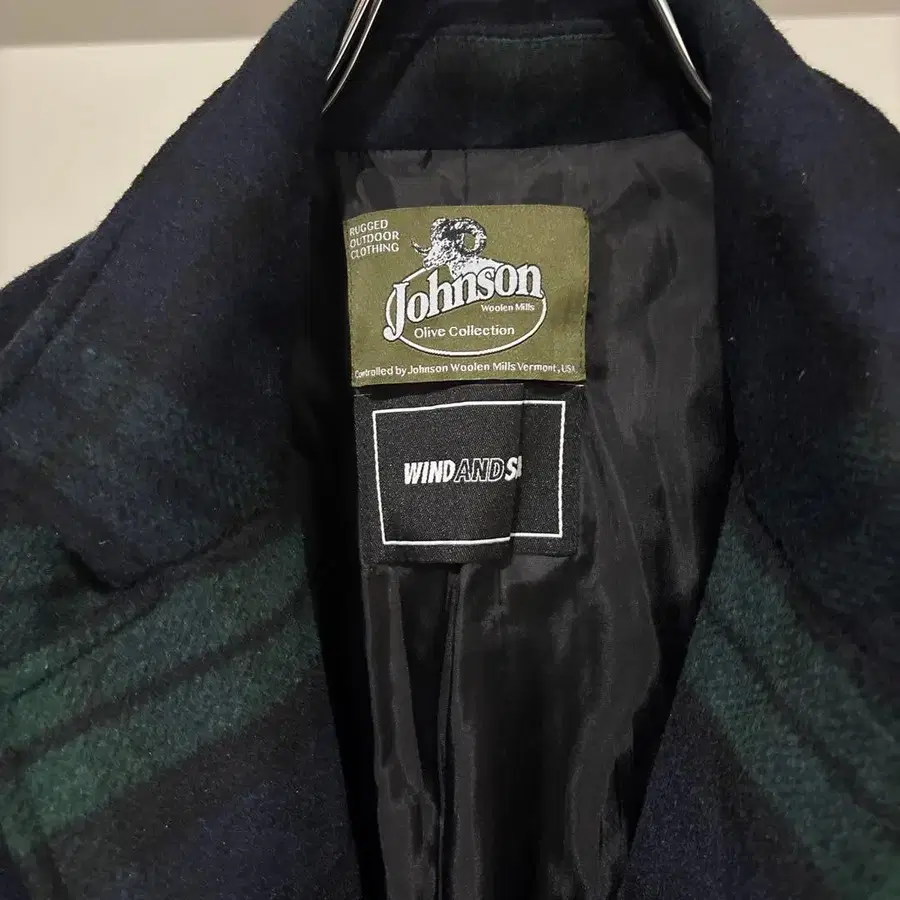 RUGGED
OUTDOOR
CLOTHING
Johnson
Woolen Mills
Olive Collection
Controlled by Johnson Woolen Mills Vermont, USA
WINDAND